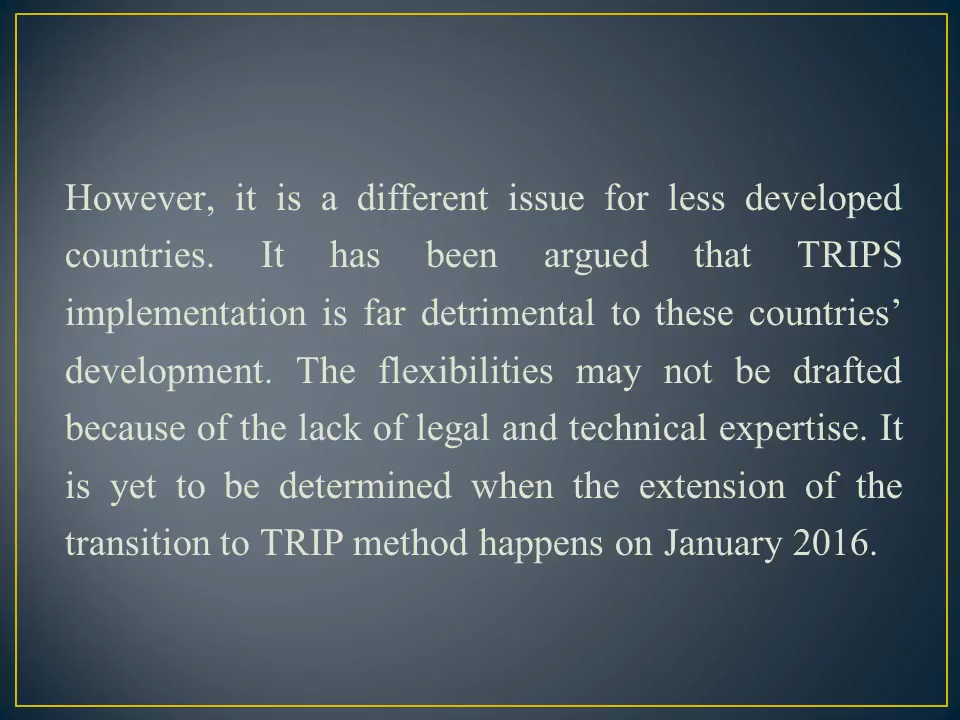 However, it is a different issue for less developed
countries. It has been argued that TRIPS
implementation is far detrimental to these countries’
development. The flexibilities may not be drafted
because of the lack of legal and technical expertise. It
is yet to be determined when the extension of the
transition to TRIP method happens on January 2016.